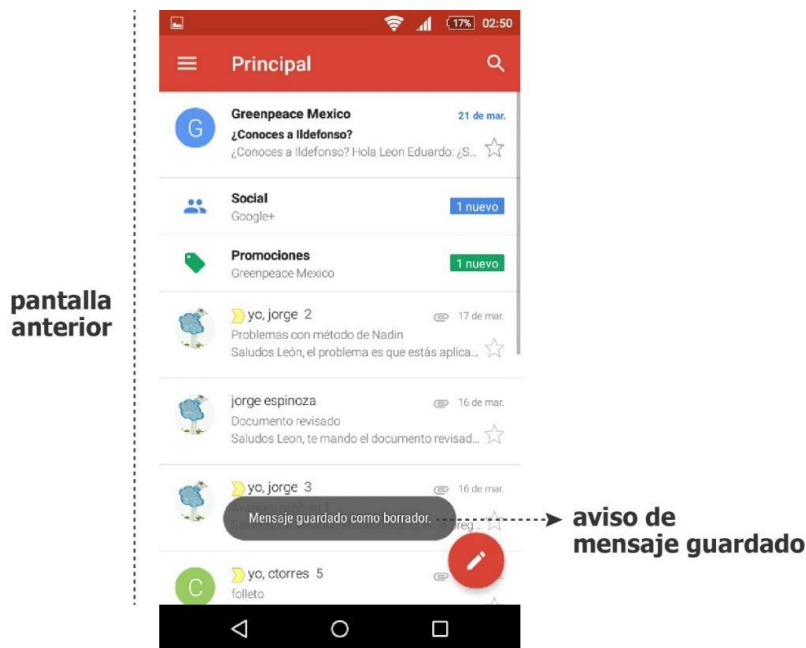 17% 02:50
Principal
G
Greenpeace Mexico 21 de mar.
¿Conoces a Ildefonso?
¿Conoces a Ildefonso? Hola Leon Eduardo: ¿S...
Social
Google+
1 nuevo
Promociones
Greenpeace Mexico
1 nuevo
pantalla
anterior
yo, jorge 2 17 de mar.
Problemas con método de Nadin
Saludos León, el problema es que estás aplica...
jorge espinoza 16 de mar.
Documento revisado
Saludos Leon, te mando el documento revisad...
yo, jorge 3 16 de mar.
Mensaje guardado como borrador.
aviso de
mensaje guardado
C
yo, ctorres 5
folleto